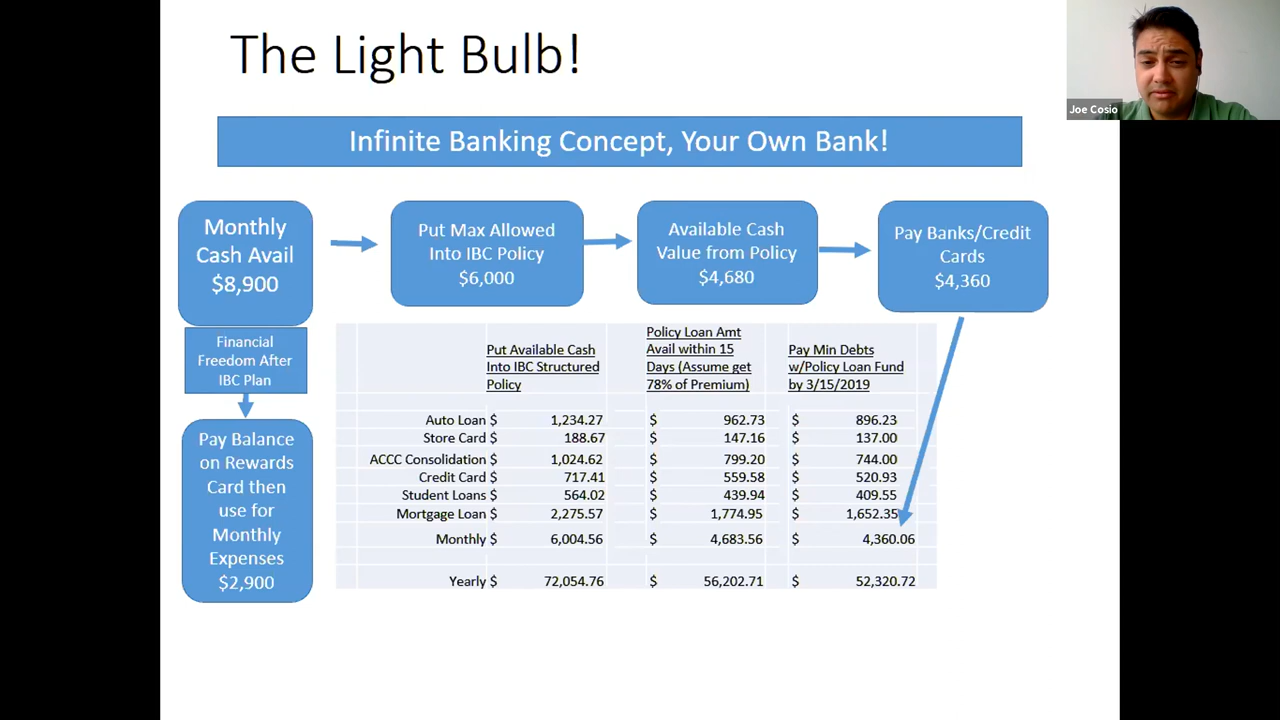 The Light Bulb!
Joe Cosio
Infinite Banking Concept, Your Own Bank!
Monthly
Cash Avail
$8,900
Put Max Allowed
Into IBC Policy
$6,000
Available Cash
Value from Policy
$4,680
Pay Banks/Credit
Cards
$4,360
Financial
Freedom After
IBC Plan
Pay Balance
on Rewards
Card then
use for
Monthly
Expenses
$2,900
Put Available Cash
Into IBC Structured
Policy
Policy Loan Amt
Avail within 15
Days (Assume get
78% of Premium)
Pay Min Debts
w/Policy Loan Fund
by 3/15/2019
Auto Loan $ 1,234.27 $ 962.73 $ 896.23
Store Card $ 188.67 $ 147.16 $ 137.00
ACCC Consolidation $ 1,024.62 $ 799.20 $ 744.00
Credit Card $ 717.41 $ 559.58 $ 520.93
Student Loans $ 564.02 $ 439.94 $ 409.55
Mortgage Loan $ 2,275.57 $ 1,774.95 $ 1,652.35
Monthly $ 6,004.56 $ 4,683.56 $ 4,360.06
Yearly $ 72,054.76 $ 56,202.71 $ 52,320.72